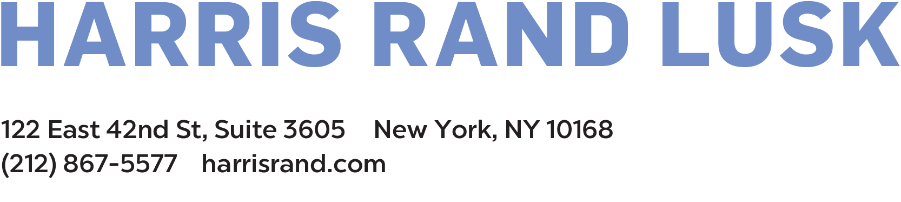 HARRIS RAND LUSK
122 East 42nd St, Suite 3605 New York, NY 10168
(212) 867-5577 harrisrand.com